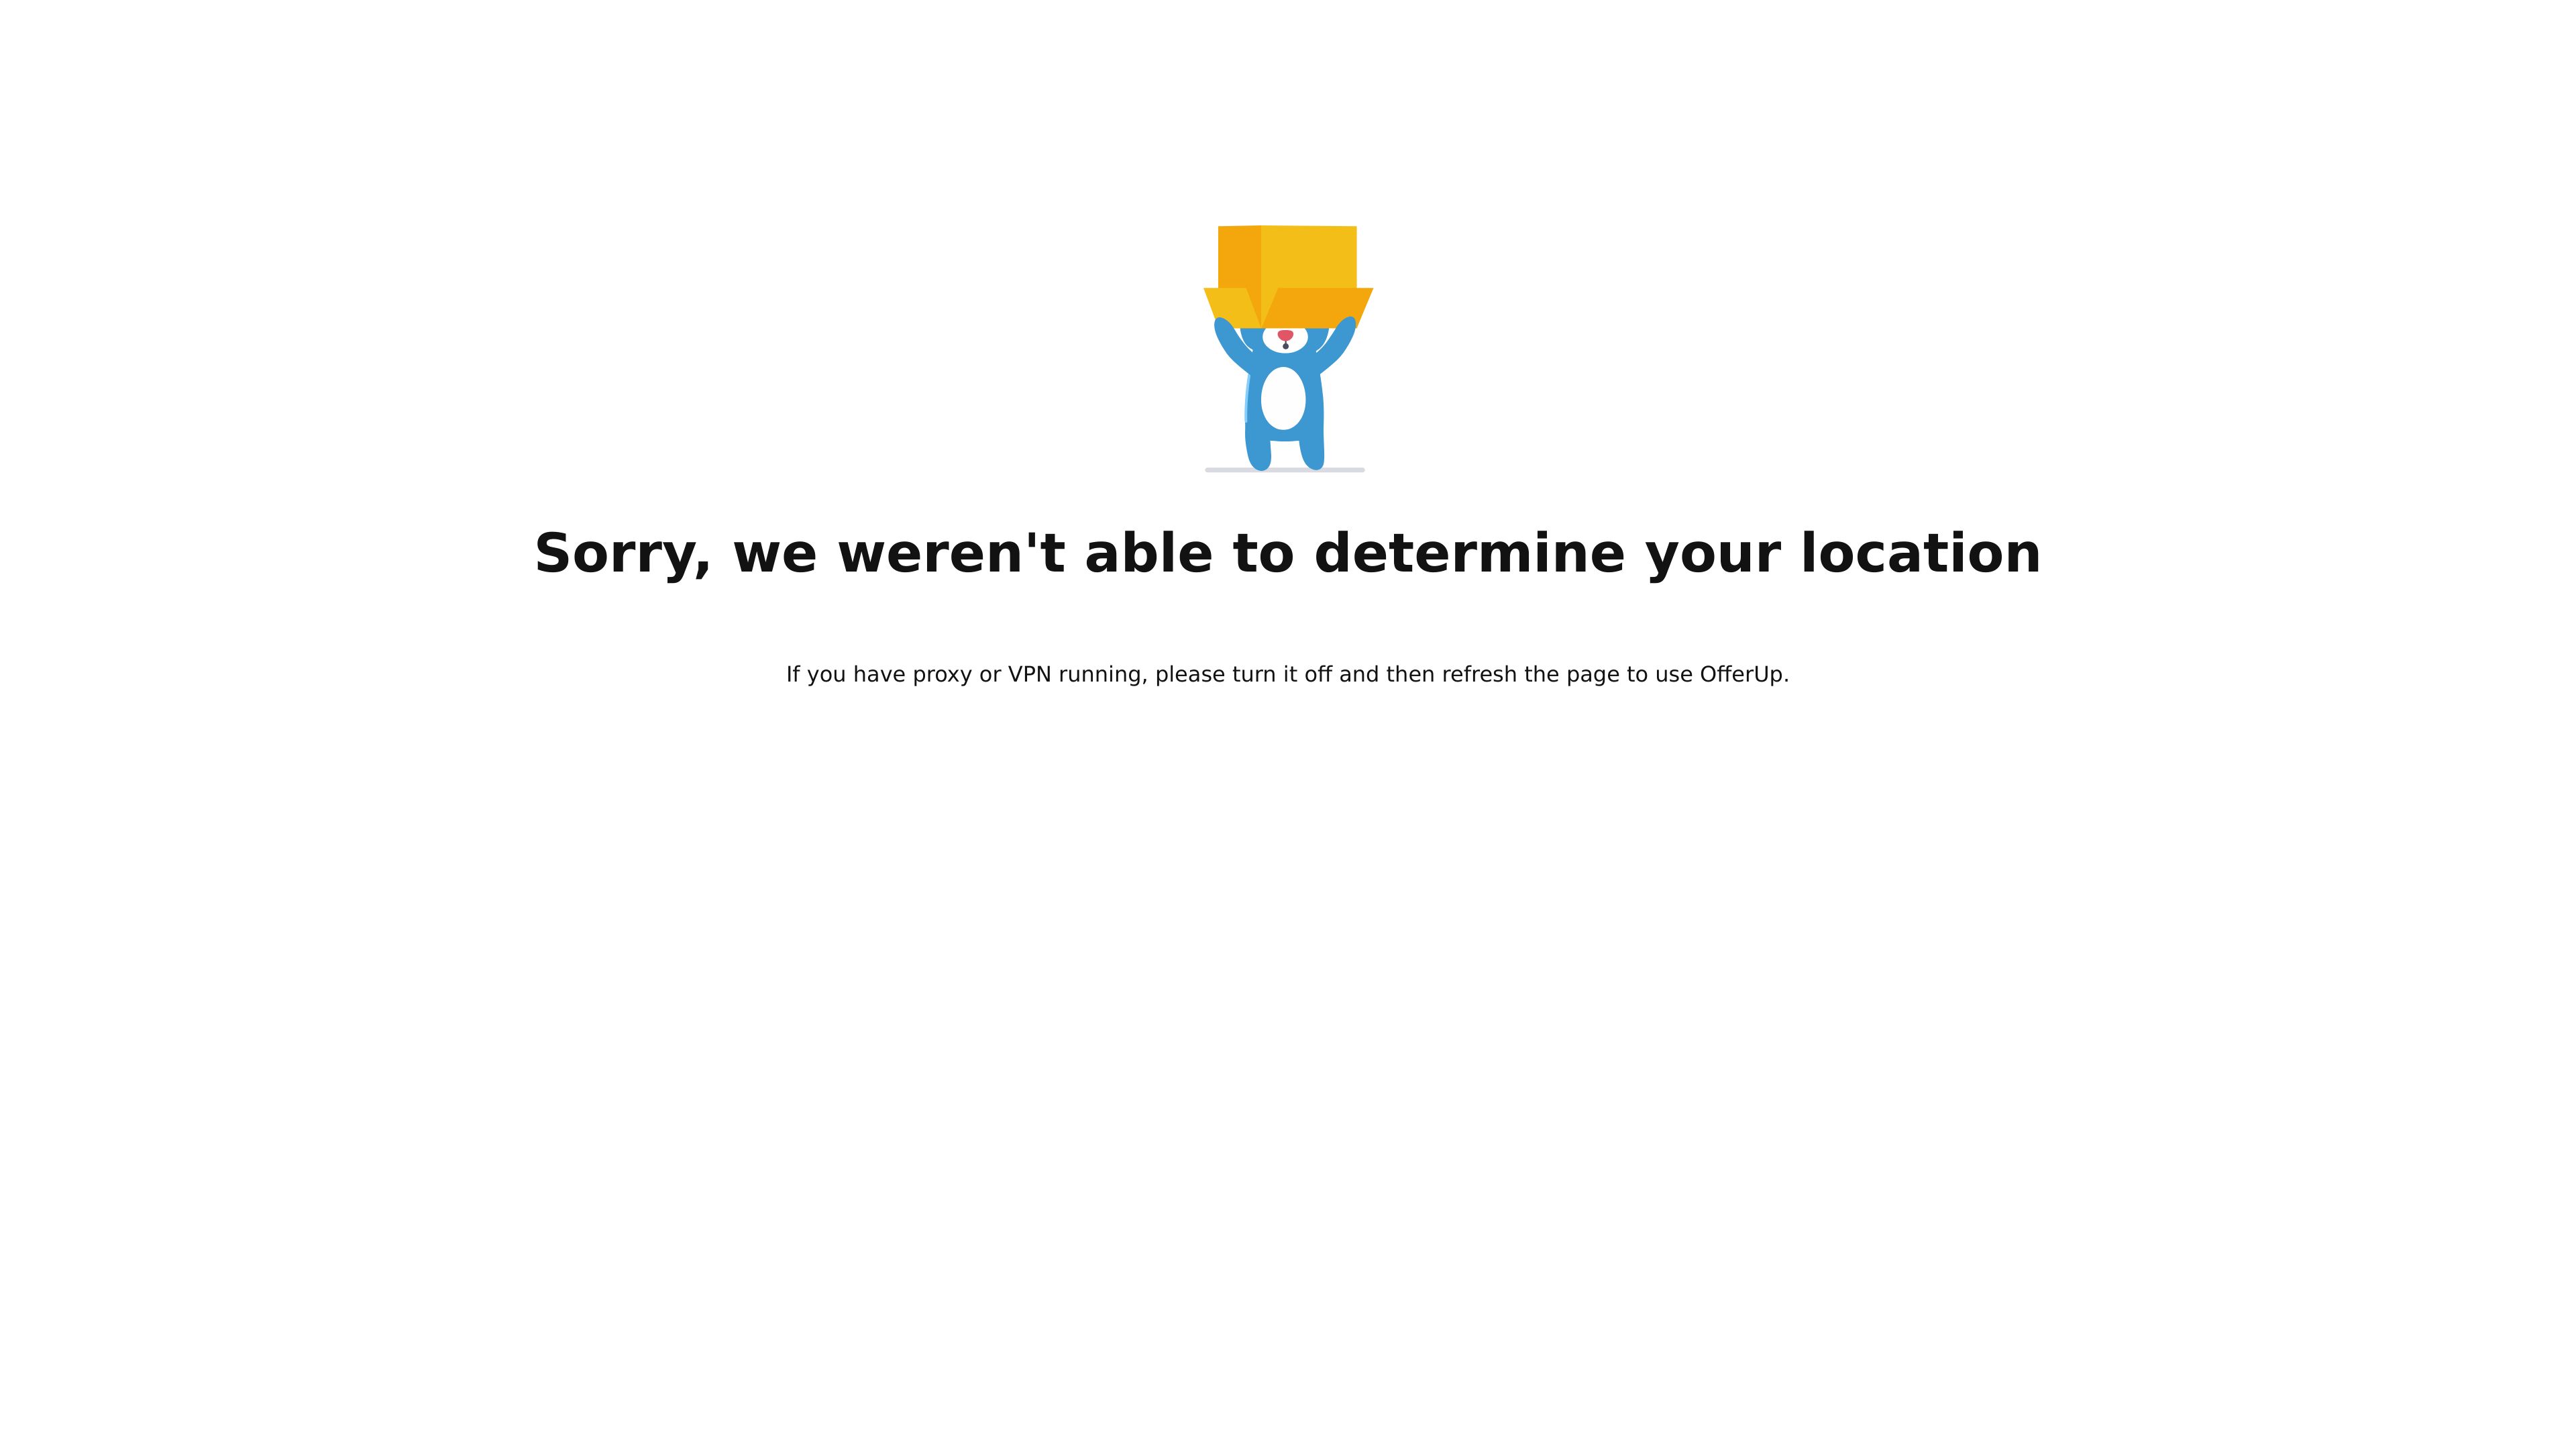 Sorry, we weren't able to determine your location
If you have proxy or VPN running, please turn it off and then refresh the page to use OfferUp.